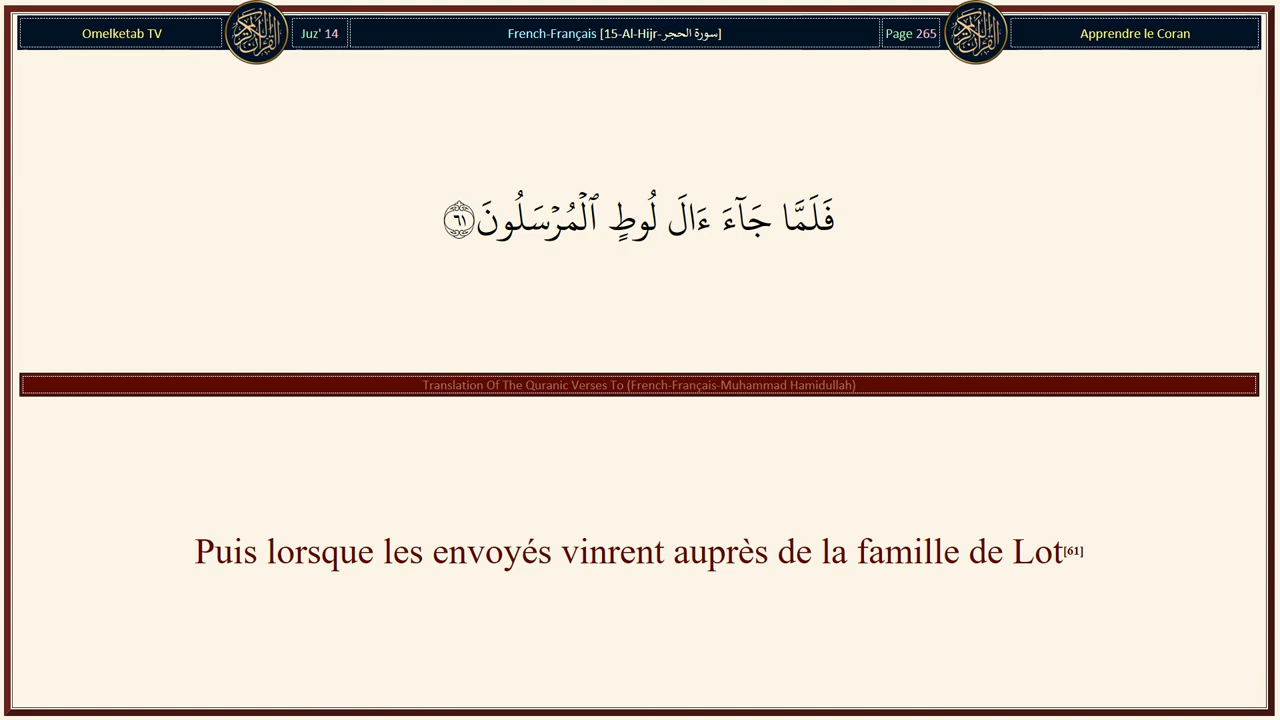 Omelketab TV
Juz' 14
French-Français [15-Al-Hijr-سورة الحجر]
Page 265
Apprendre le Coran
فَلَمَّا جَآءَ ءَالَ لُوطٍ ٱلۡمُرۡسَلُونَ ٦١
Translation Of The Quranic Verses To (French-Français-Muhammad Hamidullah)
Puis lorsque les envoyés vinrent auprès de la famille de Lot[61]